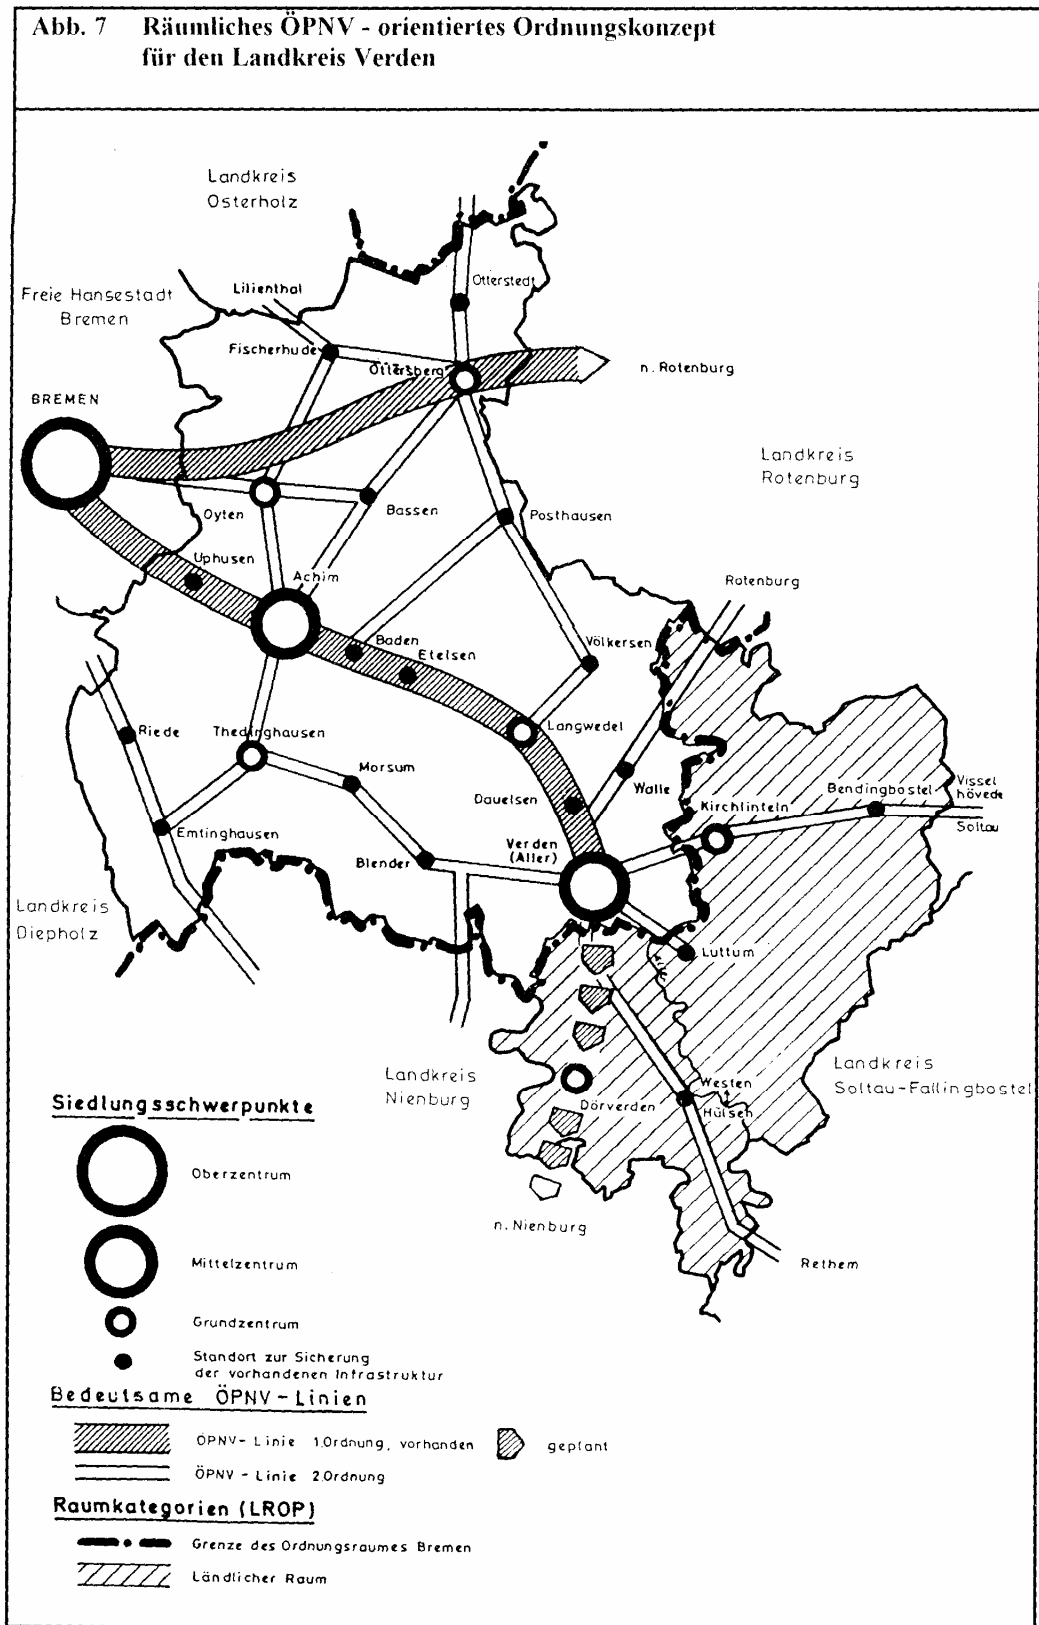 Abb. 7 Räumliches ÖPNV - orientiertes Ordnungskonzept
für den Landkreis Verden
Landkreis
Osterholz
Otterstedt
Lilienthal
Freie Hansestadt
Bremen
Fischerhude
Ottersberg
n. Rotenburg
BREMEN
Landkreis
Rotenburg
Oyten
Bassen
Posthausen
Uphusen
Achim
Rotenburg
Baden
Etelsen
Völkersen
Riede
Thedinghausen
Langwedel
Morsum
Walle
Dauelsen
Kirchlinteln
Bendingbostel
Vissel
hövede
Soltau
Emtinghausen
Verden
(Aller)
Blender
Landkreis
Diepholz
Luttum
Landkreis
Nienburg
Landkreis
Soltau-Fallingbostel
Westen
Hülsen
Dörverden
n. Nienburg
Rethem
Siedlungsschwerpunkte
Oberzentrum
Mittelzentrum
Grundzentrum
Standort zur Sicherung
der vorhandenen Infrastruktur
Bedeutsame ÖPNV-Linien
ÖPNV-Linie 1.Ordnung, vorhanden geplant
ÖPNV-Linie 2.Ordnung
Raumkategorien (LROP)
Grenze des Ordnungsraumes Bremen
Ländlicher Raum